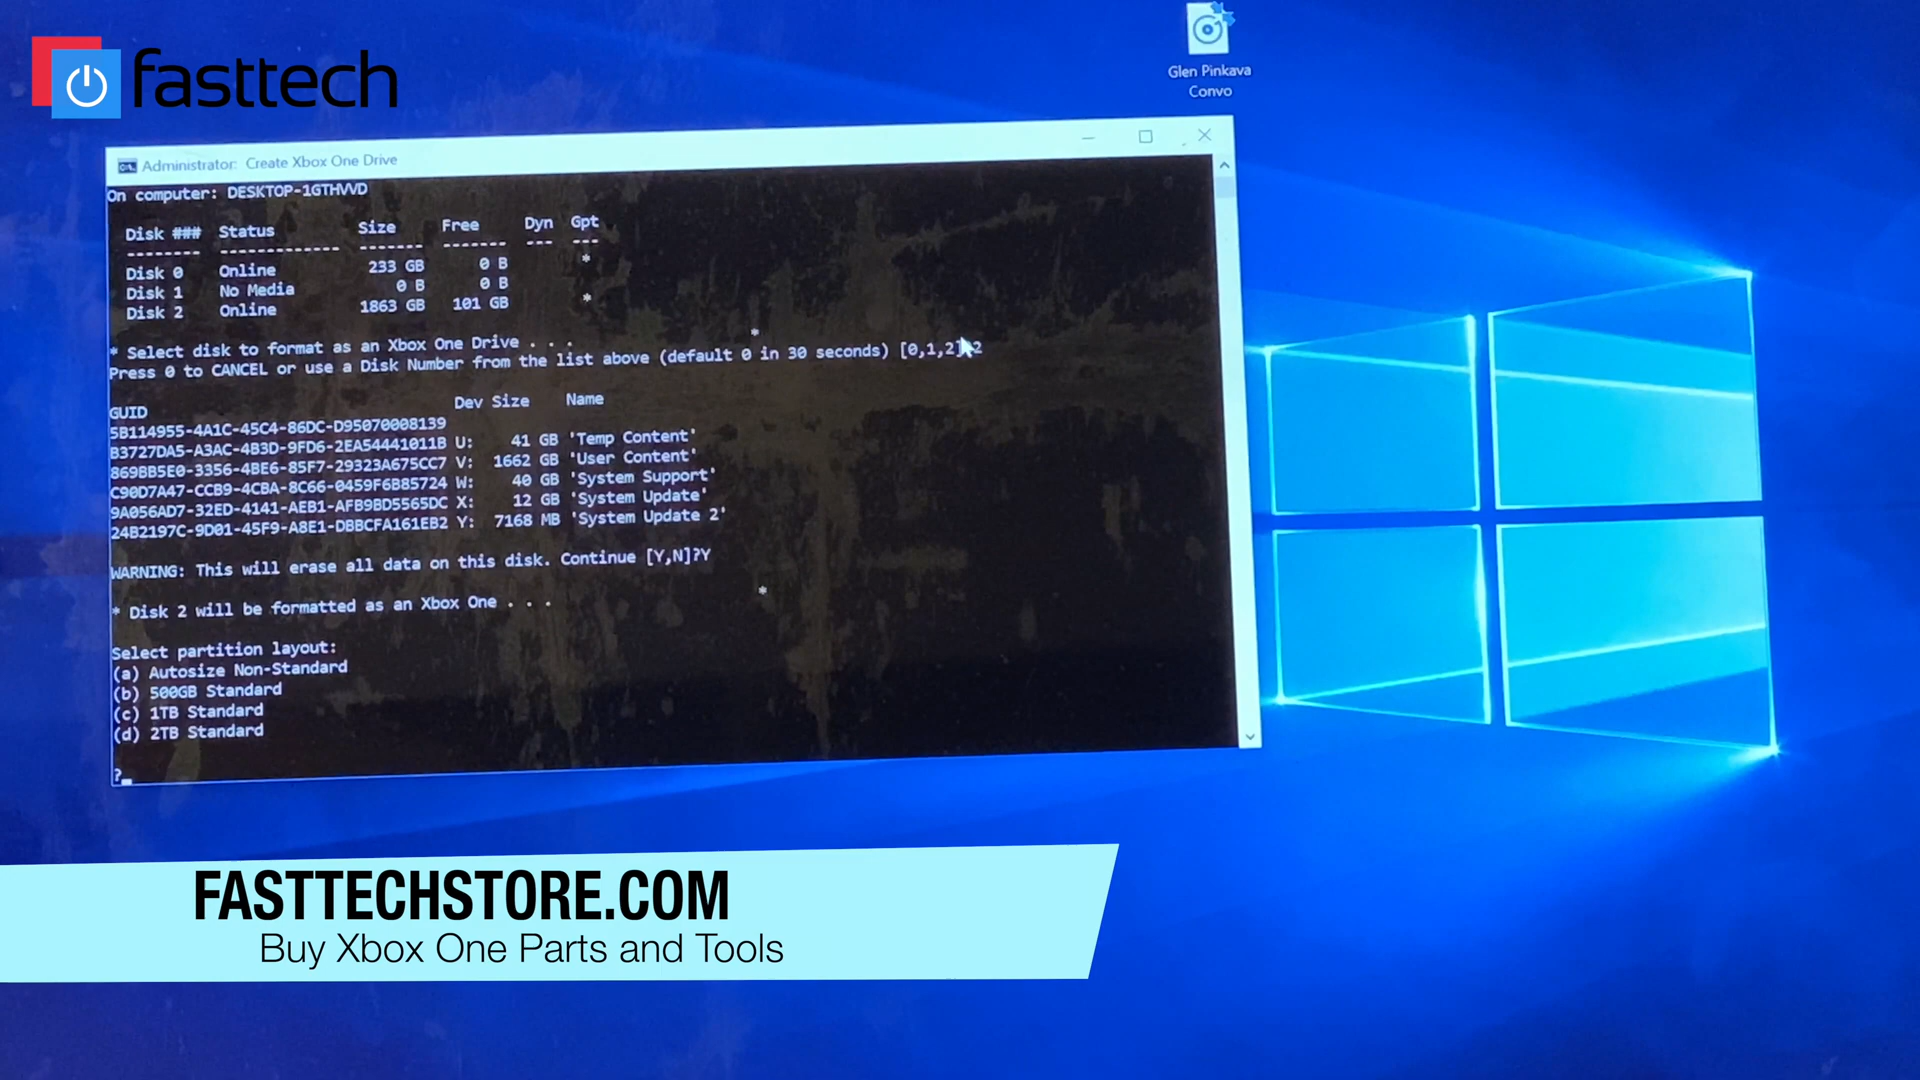 fasttech
Glen Pinkava
Convo
Administrator: Create Xbox One Drive
On computer: DESKTOP-1GTHVVD
Disk ### Status Size Free Dyn Gpt
-------- ------------- ------- ------- --- ---
Disk 0 Online 233 GB 0 B *
Disk 1 No Media 0 B 0 B
Disk 2 Online 1863 GB 101 GB *
* Select disk to format as an Xbox One Drive . . . *
Press 0 to CANCEL or use a Disk Number from the list above (default 0 in 30 seconds) [0,1,2]?2
GUID Dev Size Name
5B114955-4A1C-45C4-86DC-D95070008139
B3727DA5-A3AC-4B3D-9FD6-2EA54441011B U: 41 GB 'Temp Content'
869BB5E0-3356-4BE6-85F7-29323A675CC7 V: 1662 GB 'User Content'
C90D7A47-CCB9-4CBA-8C66-0459F6B85724 W: 40 GB 'System Support'
9A056AD7-32ED-4141-AEB1-AFB9BD5565DC X: 12 GB 'System Update'
24B2197C-9D01-45F9-A8E1-DBBCFA161EB2 Y: 7168 MB 'System Update 2'
WARNING: This will erase all data on this disk. Continue [Y,N]?Y
* Disk 2 will be formatted as an Xbox One . . . *
Select partition layout:
(a) Autosize Non-Standard
(b) 500GB Standard
(c) 1TB Standard
(d) 2TB Standard
?
FASTTECHSTORE.COM
Buy Xbox One Parts and Tools